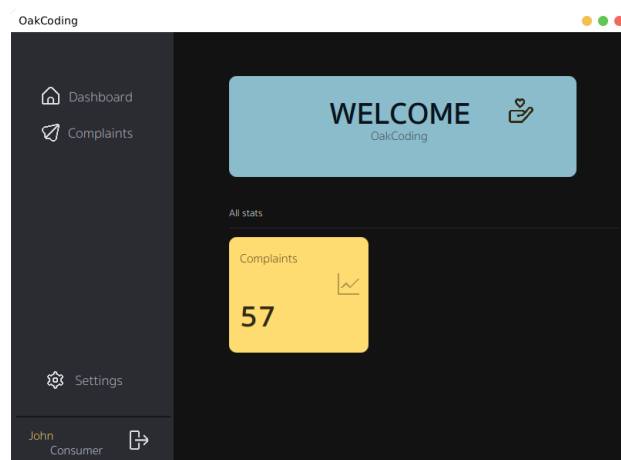 OakCoding
Dashboard
Complaints
WELCOME
OakCoding
All stats
Complaints
57
Settings
John
Consumer